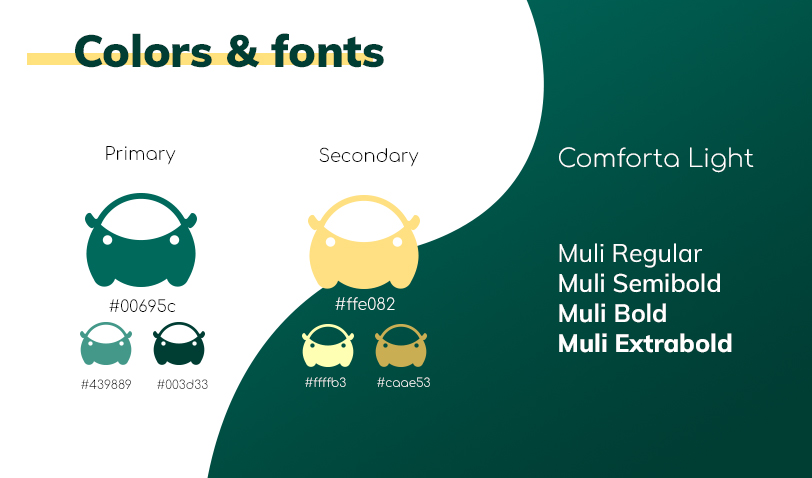 Colors & fonts
Primary
Secondary
#00695c
#ffe082
#439889
#003d33
#ffffb3
#caae53
Comforta Light
Muli Regular
Muli Semibold
Muli Bold
Muli Extrabold